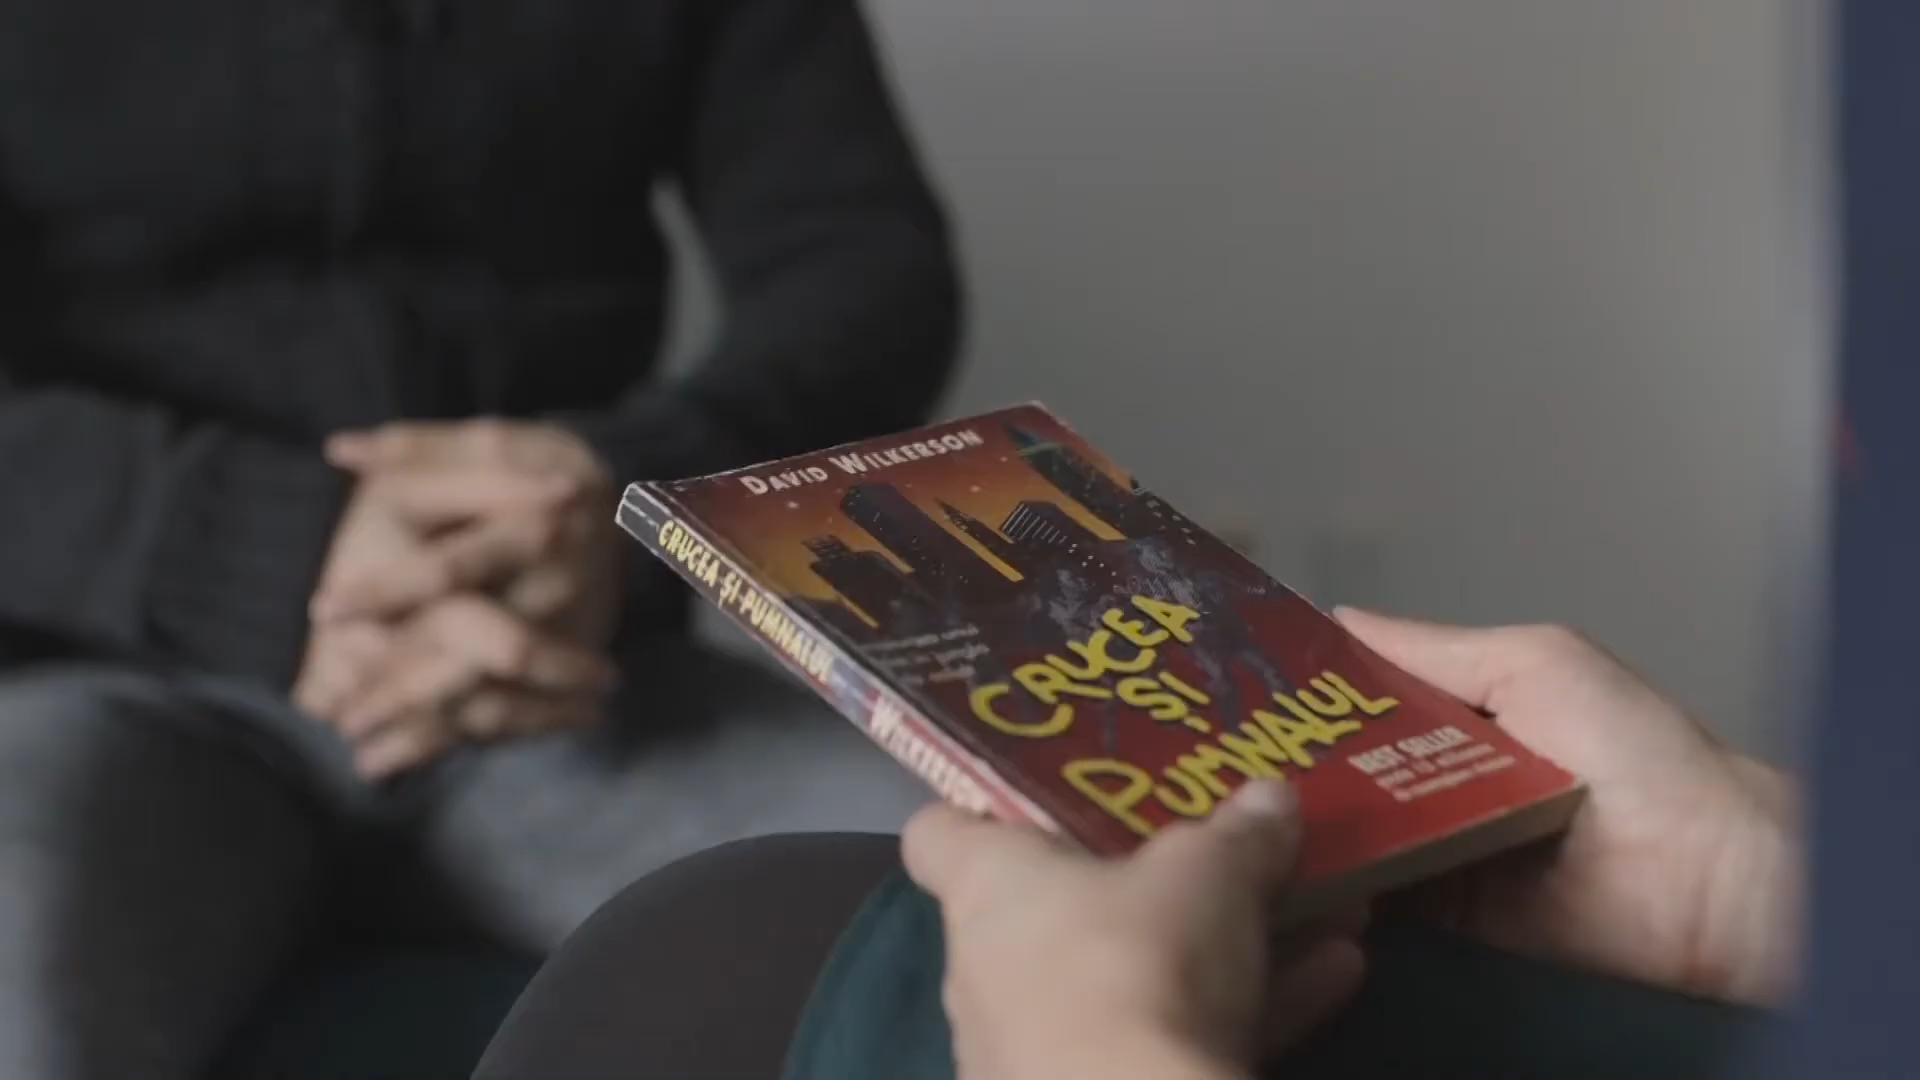 DAVID WILKERSON
CRUCEA
ȘI
PUMNALUL
BEST SELLER
CRUCEA ȘI PUMNALUL WILKERSON